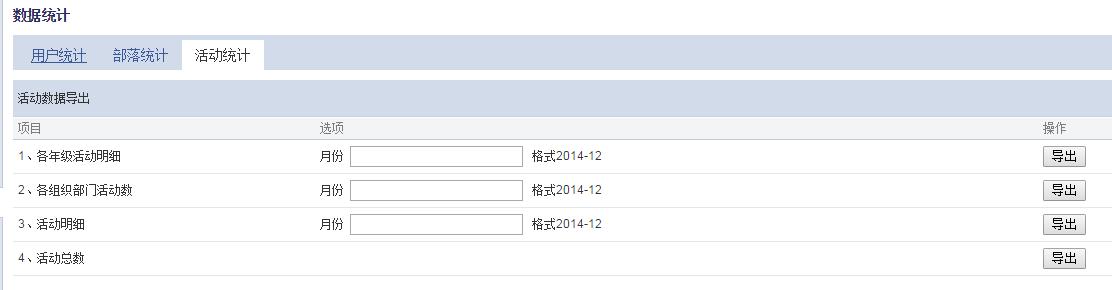 数据统计
用户统计 部落统计 活动统计
活动数据导出
项目 选项 操作
1、各年级活动明细 月份 格式2014-12 导出
2、各组织部门活动数 月份 格式2014-12 导出
3、活动明细 月份 格式2014-12 导出
4、活动总数 导出